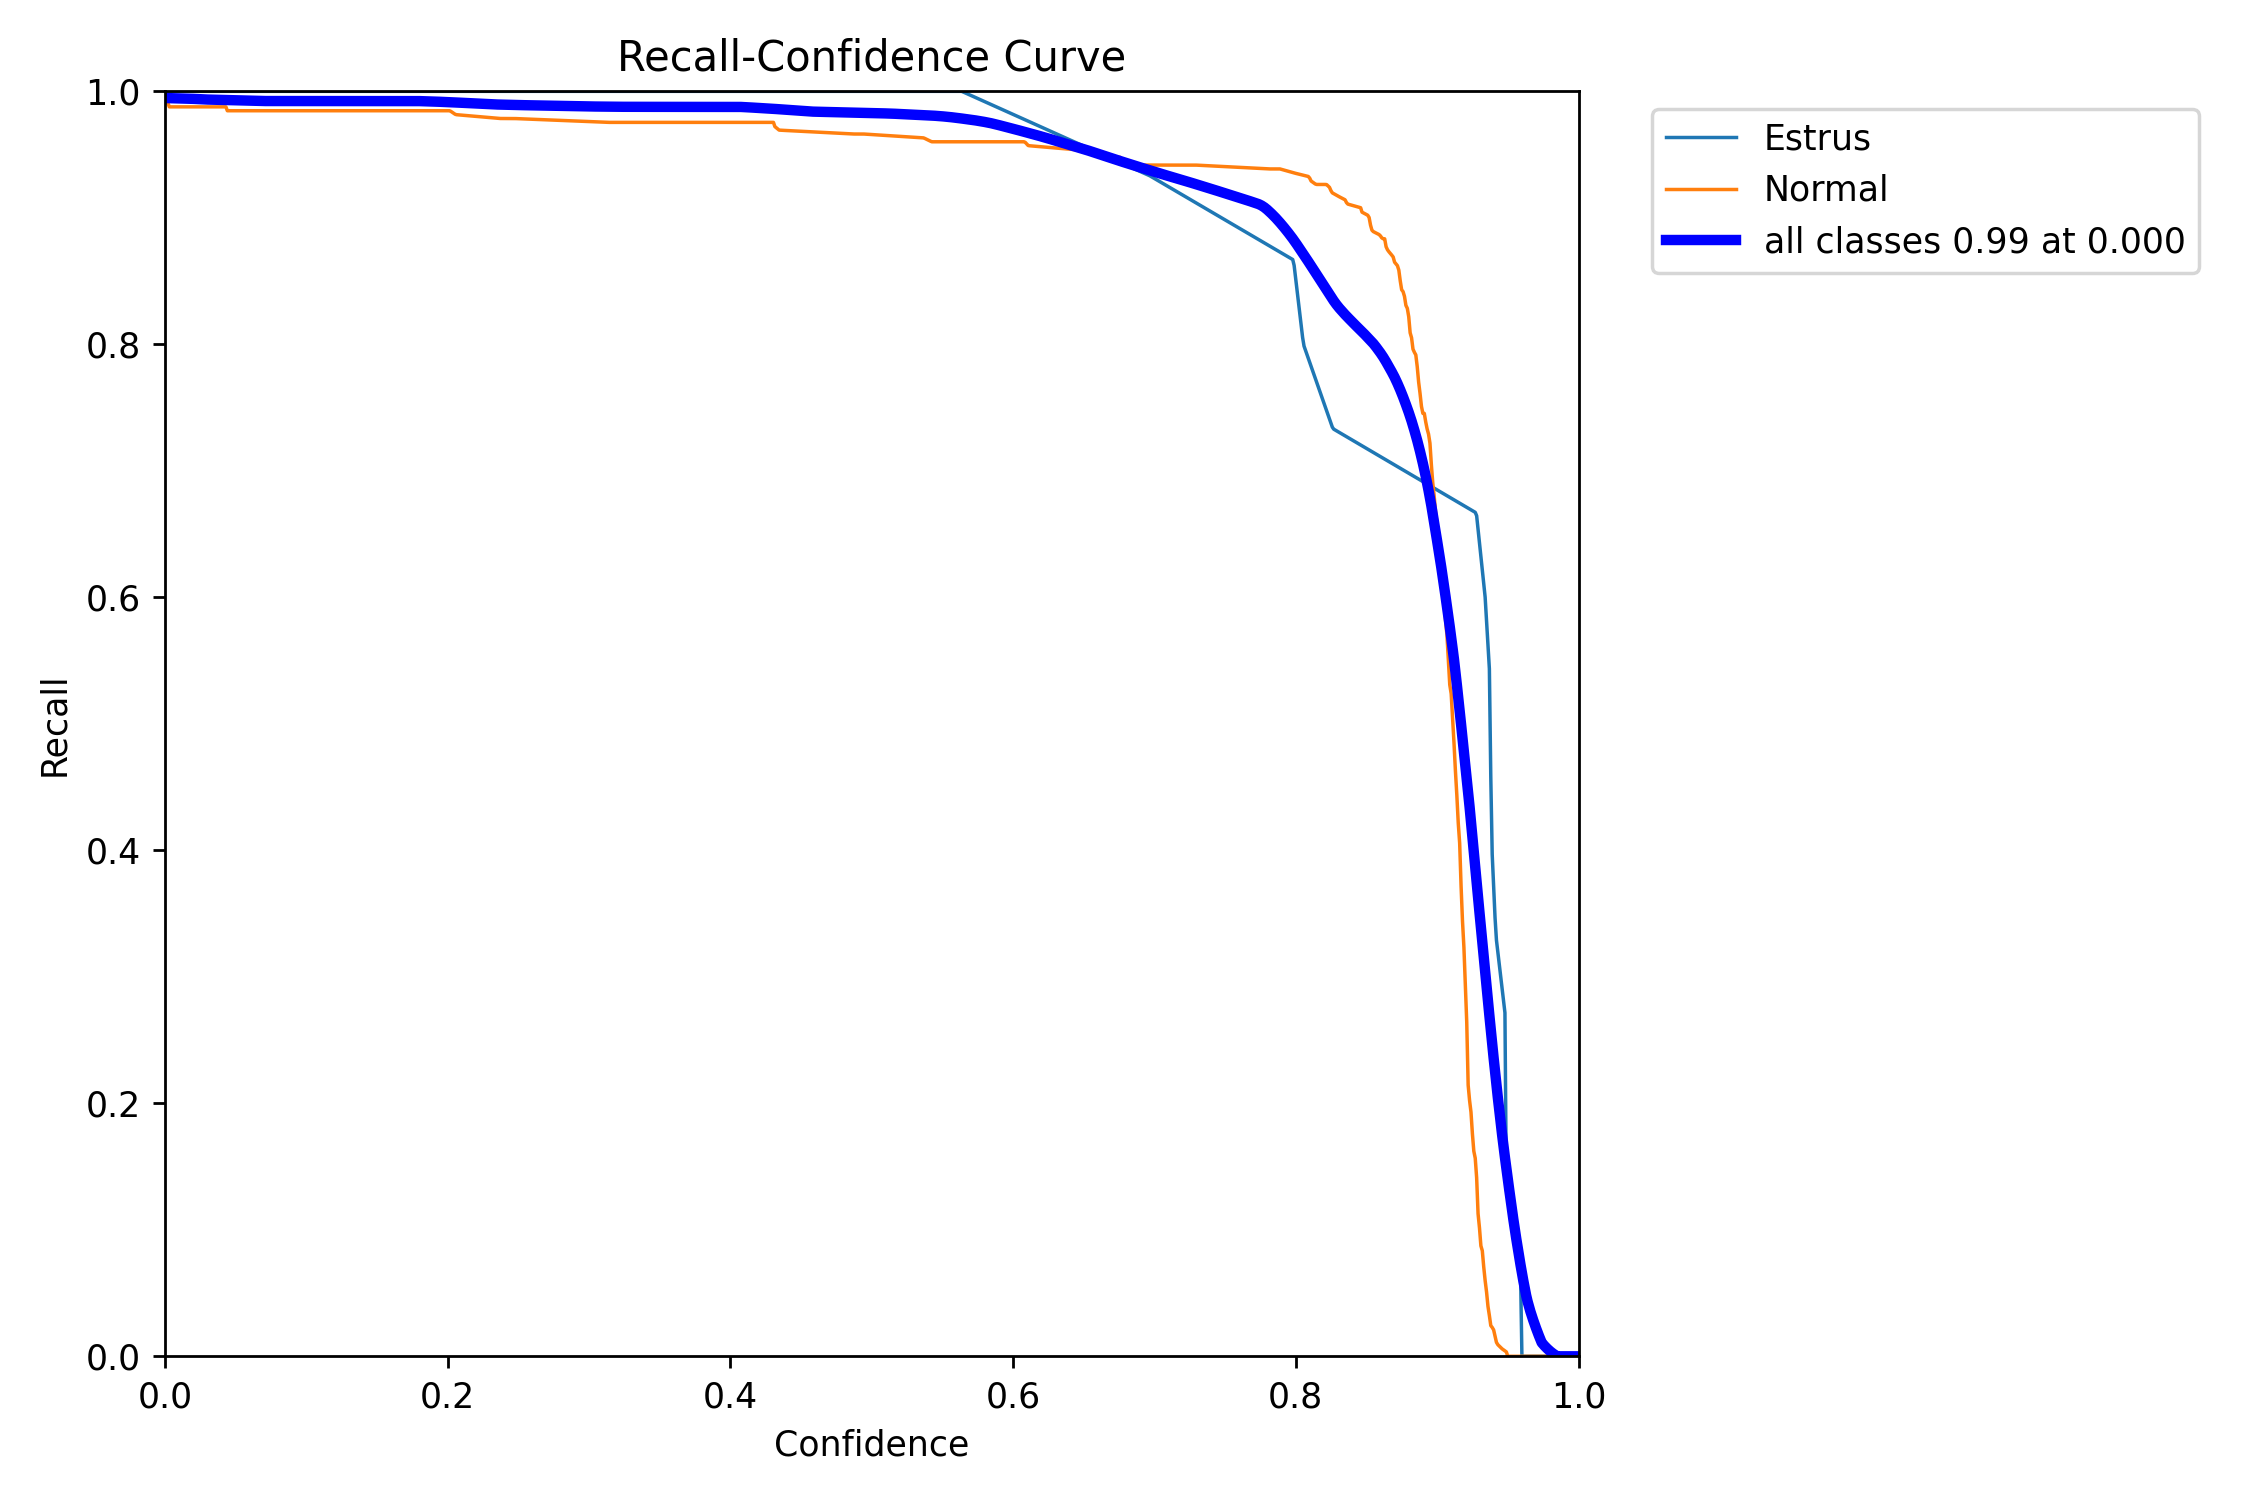 Recall-Confidence Curve
1.0
0.8
0.6
0.4
0.2
0.0
Recall
0.0 0.2 0.4 0.6 0.8 1.0
Confidence
Estrus
Normal
all classes 0.99 at 0.000